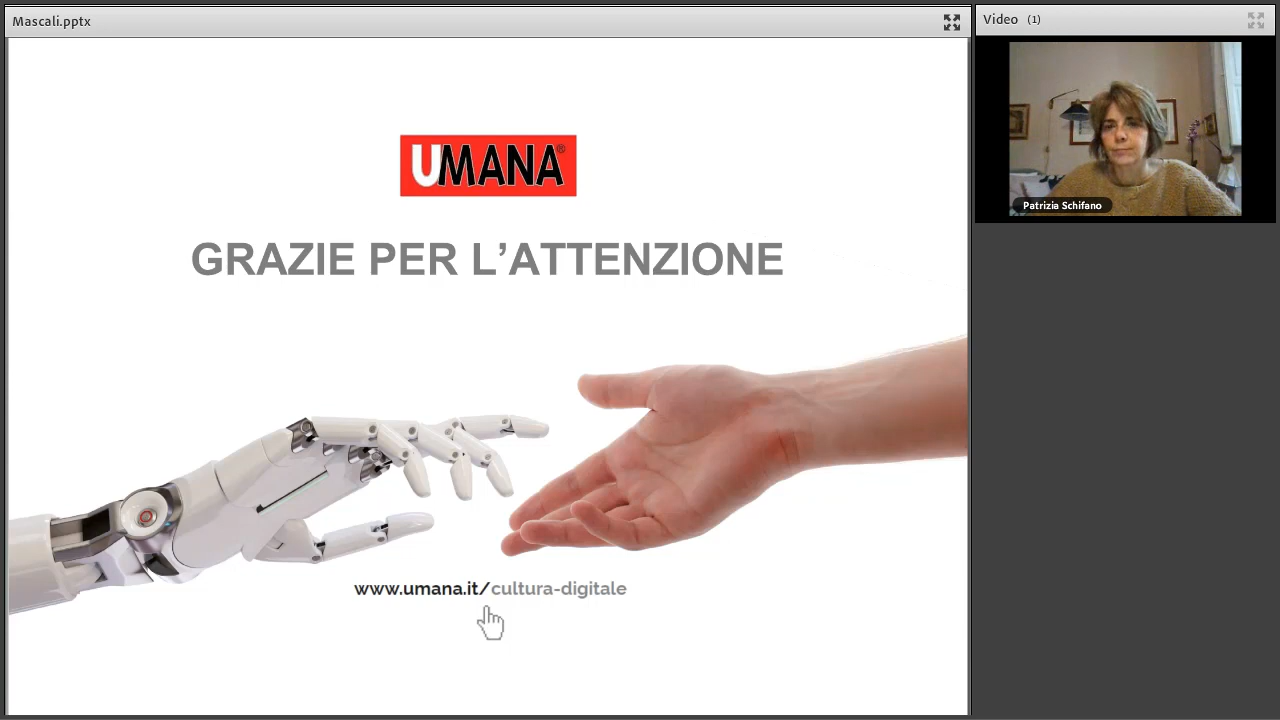 Mascali.pptx
Video (1)
UMANA®
GRAZIE PER L’ATTENZIONE
www.umana.it/cultura-digitale
Patrizia Schifano